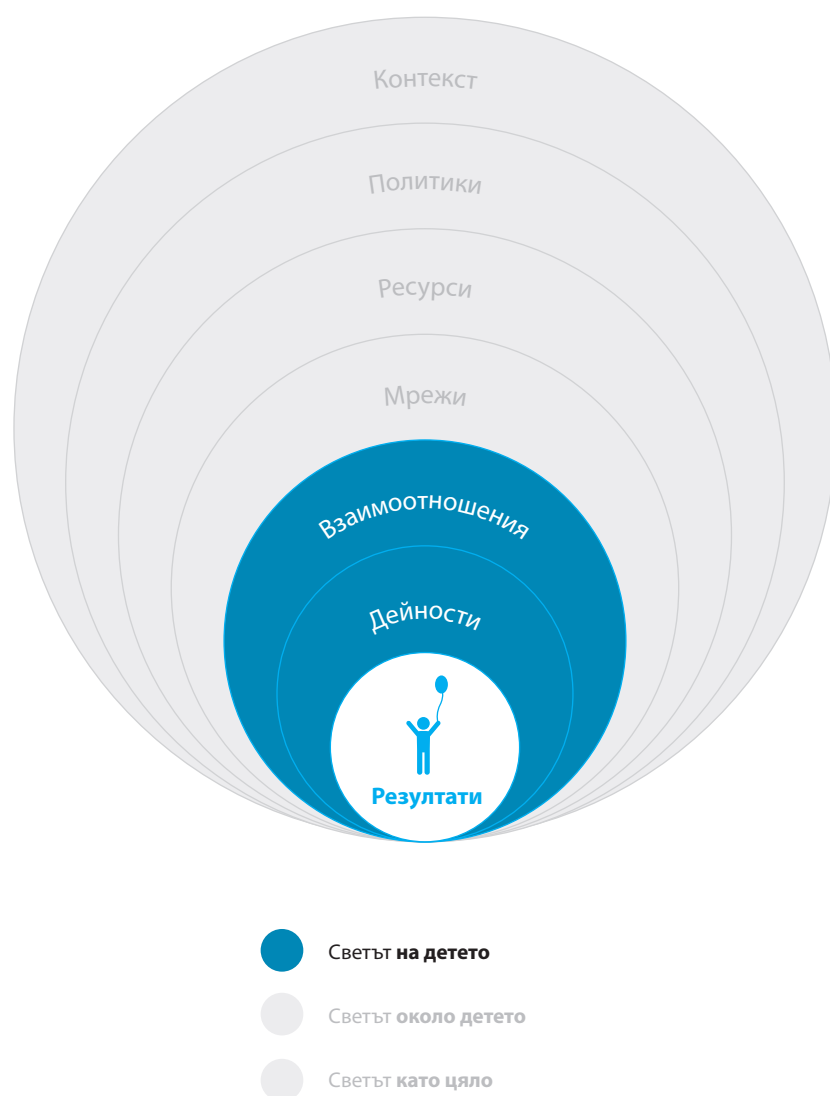 Контекст
Политики
Ресурси
Мрежи
Взаимоотношения
Дейности
Резултати
Светът на детето
Светът около детето
Светът като цяло